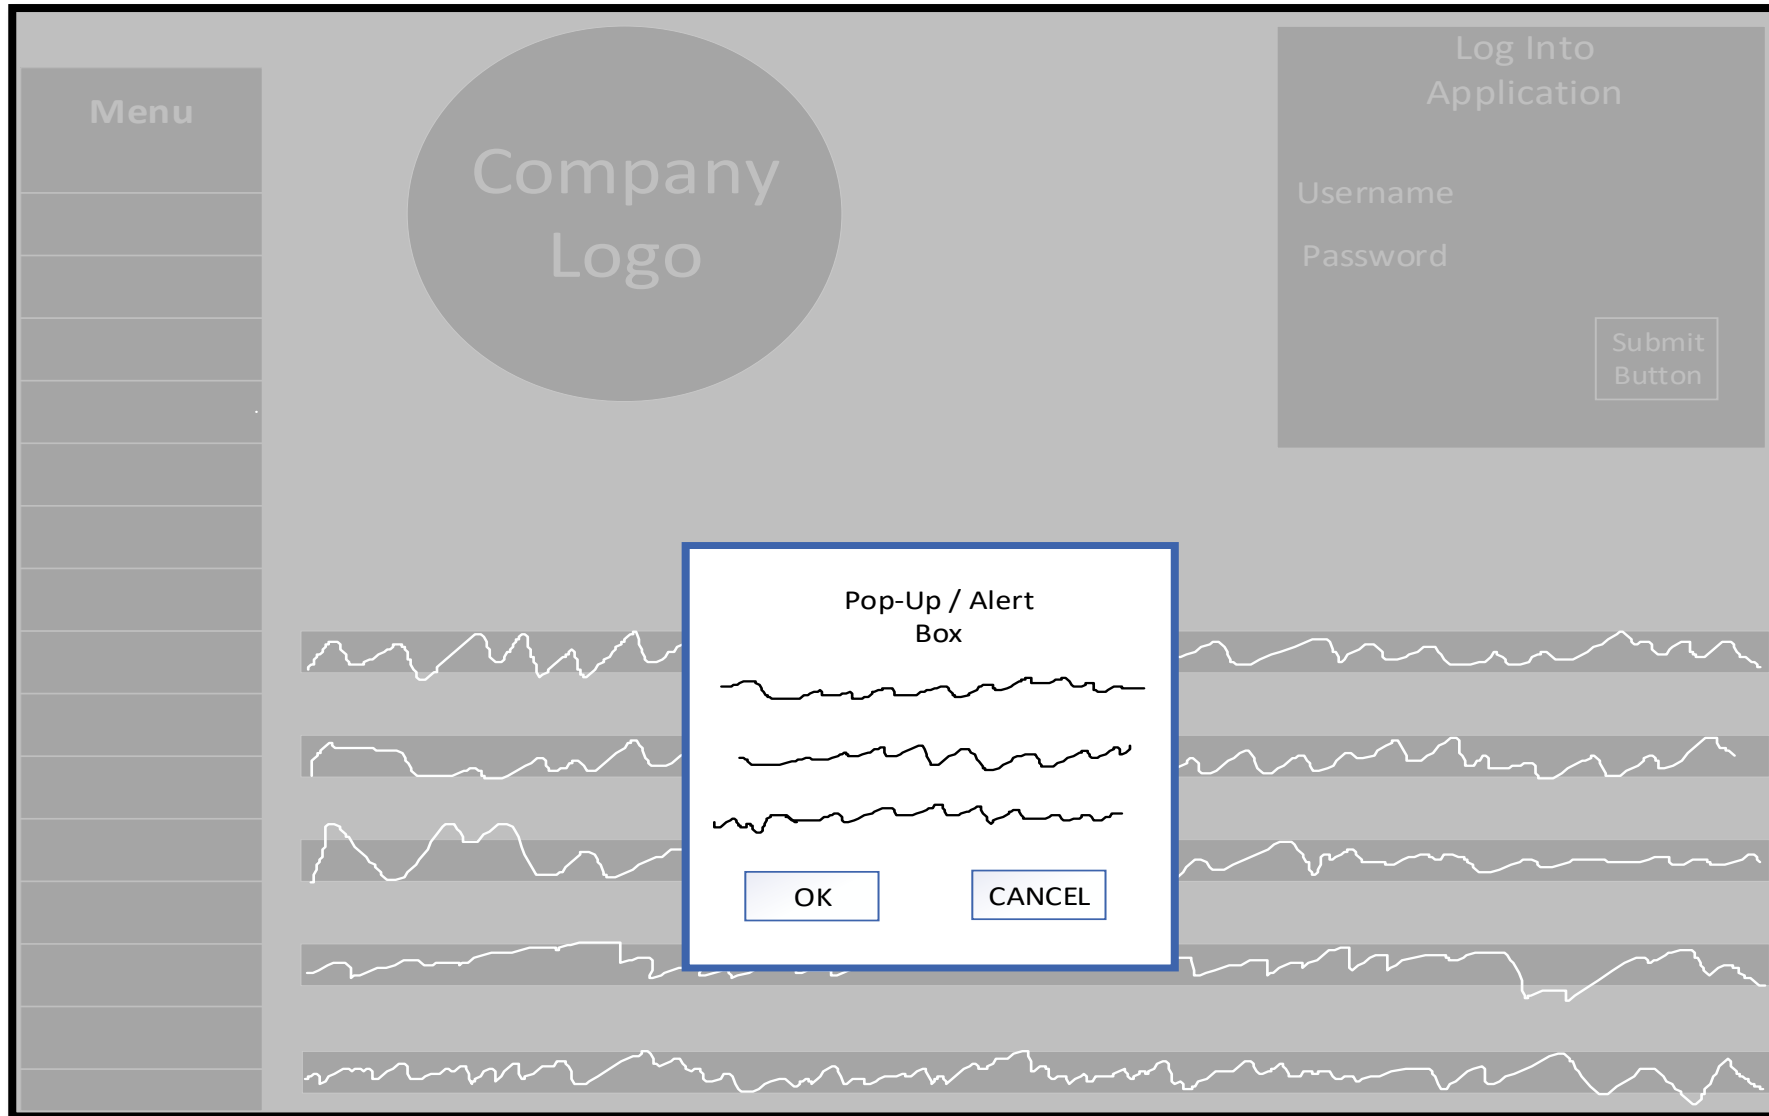 Menu
Company
Logo
Log Into
Application
Username
Password
Submit
Button
Pop-Up / Alert
Box
OK
CANCEL